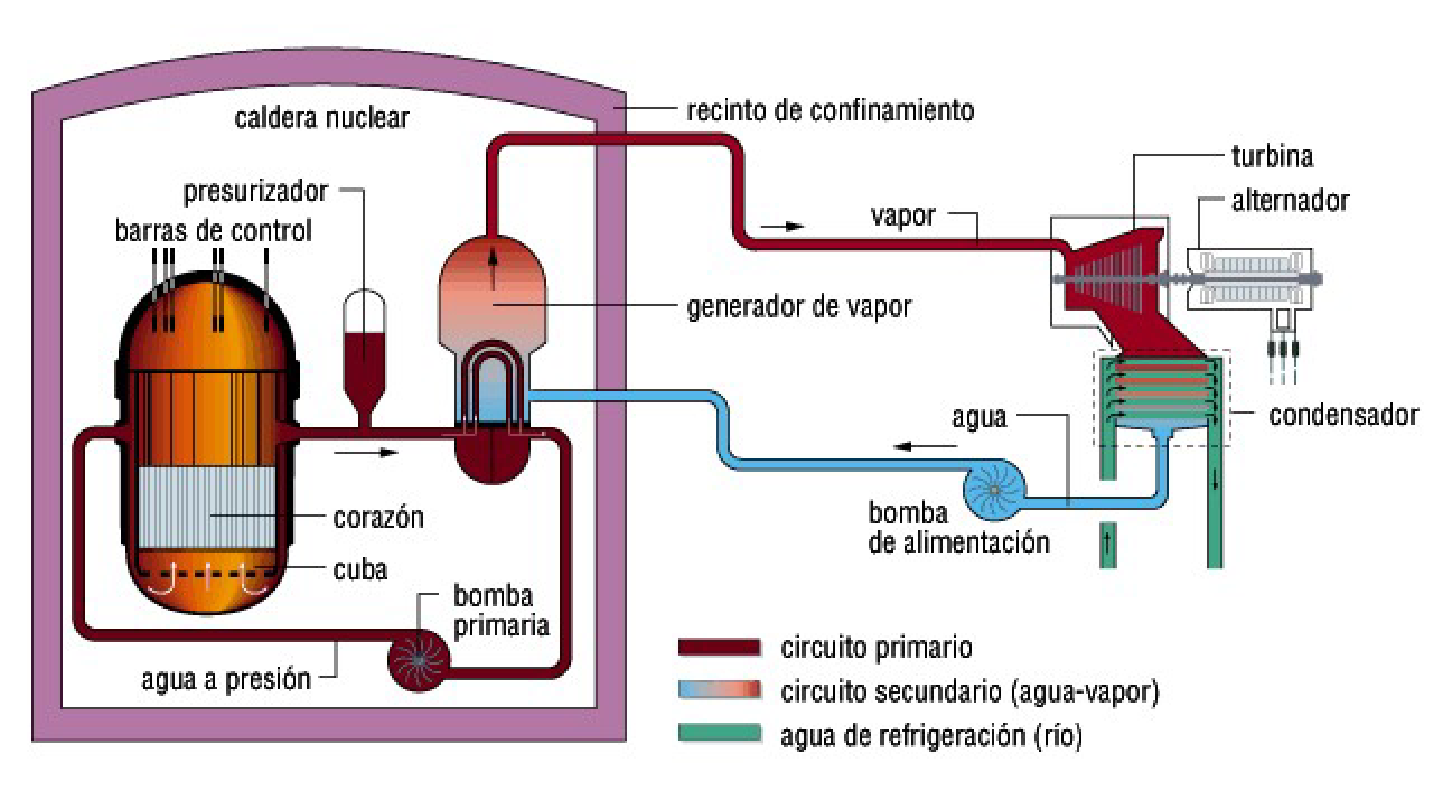 caldera nuclear
recinto de confinamiento
turbina
presurizador
alternador
vapor
barras de control
generador de vapor
agua
condensador
corazón
bomba
de alimentación
cuba
bomba
primaria
circuito primario
agua a presión
circuito secundario (agua-vapor)
agua de refrigeración (río)